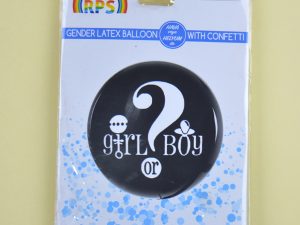 RPS
GENDER LATEX BALLOON WITH CONFETTI
?
girl Boy
or